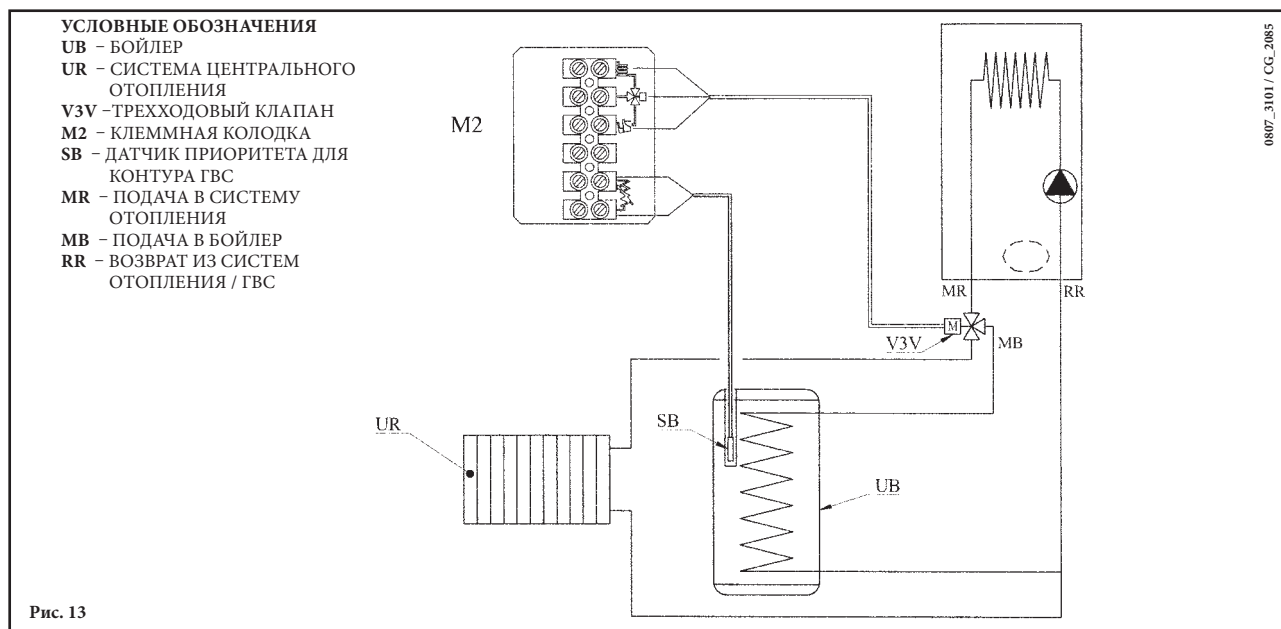 УСЛОВНЫЕ ОБОЗНАЧЕНИЯ
UB – БОЙЛЕР
UR – СИСТЕМА ЦЕНТРАЛЬНОГО
ОТОПЛЕНИЯ
V3V –ТРЕХХОДОВЫЙ КЛАПАН
M2 – КЛЕММНАЯ КОЛОДКА
SB – ДАТЧИК ПРИОРИТЕТА ДЛЯ
КОНТУРА ГВС
MR – ПОДАЧА В СИСТЕМУ
ОТОПЛЕНИЯ
MB – ПОДАЧА В БОЙЛЕР
RR – ВОЗВРАТ ИЗ СИСТЕМ
ОТОПЛЕНИЯ / ГВС
M2
0807_3101 / CG_2085
MR
RR
M
V3V
MB
UR
SB
UB
Рис. 13